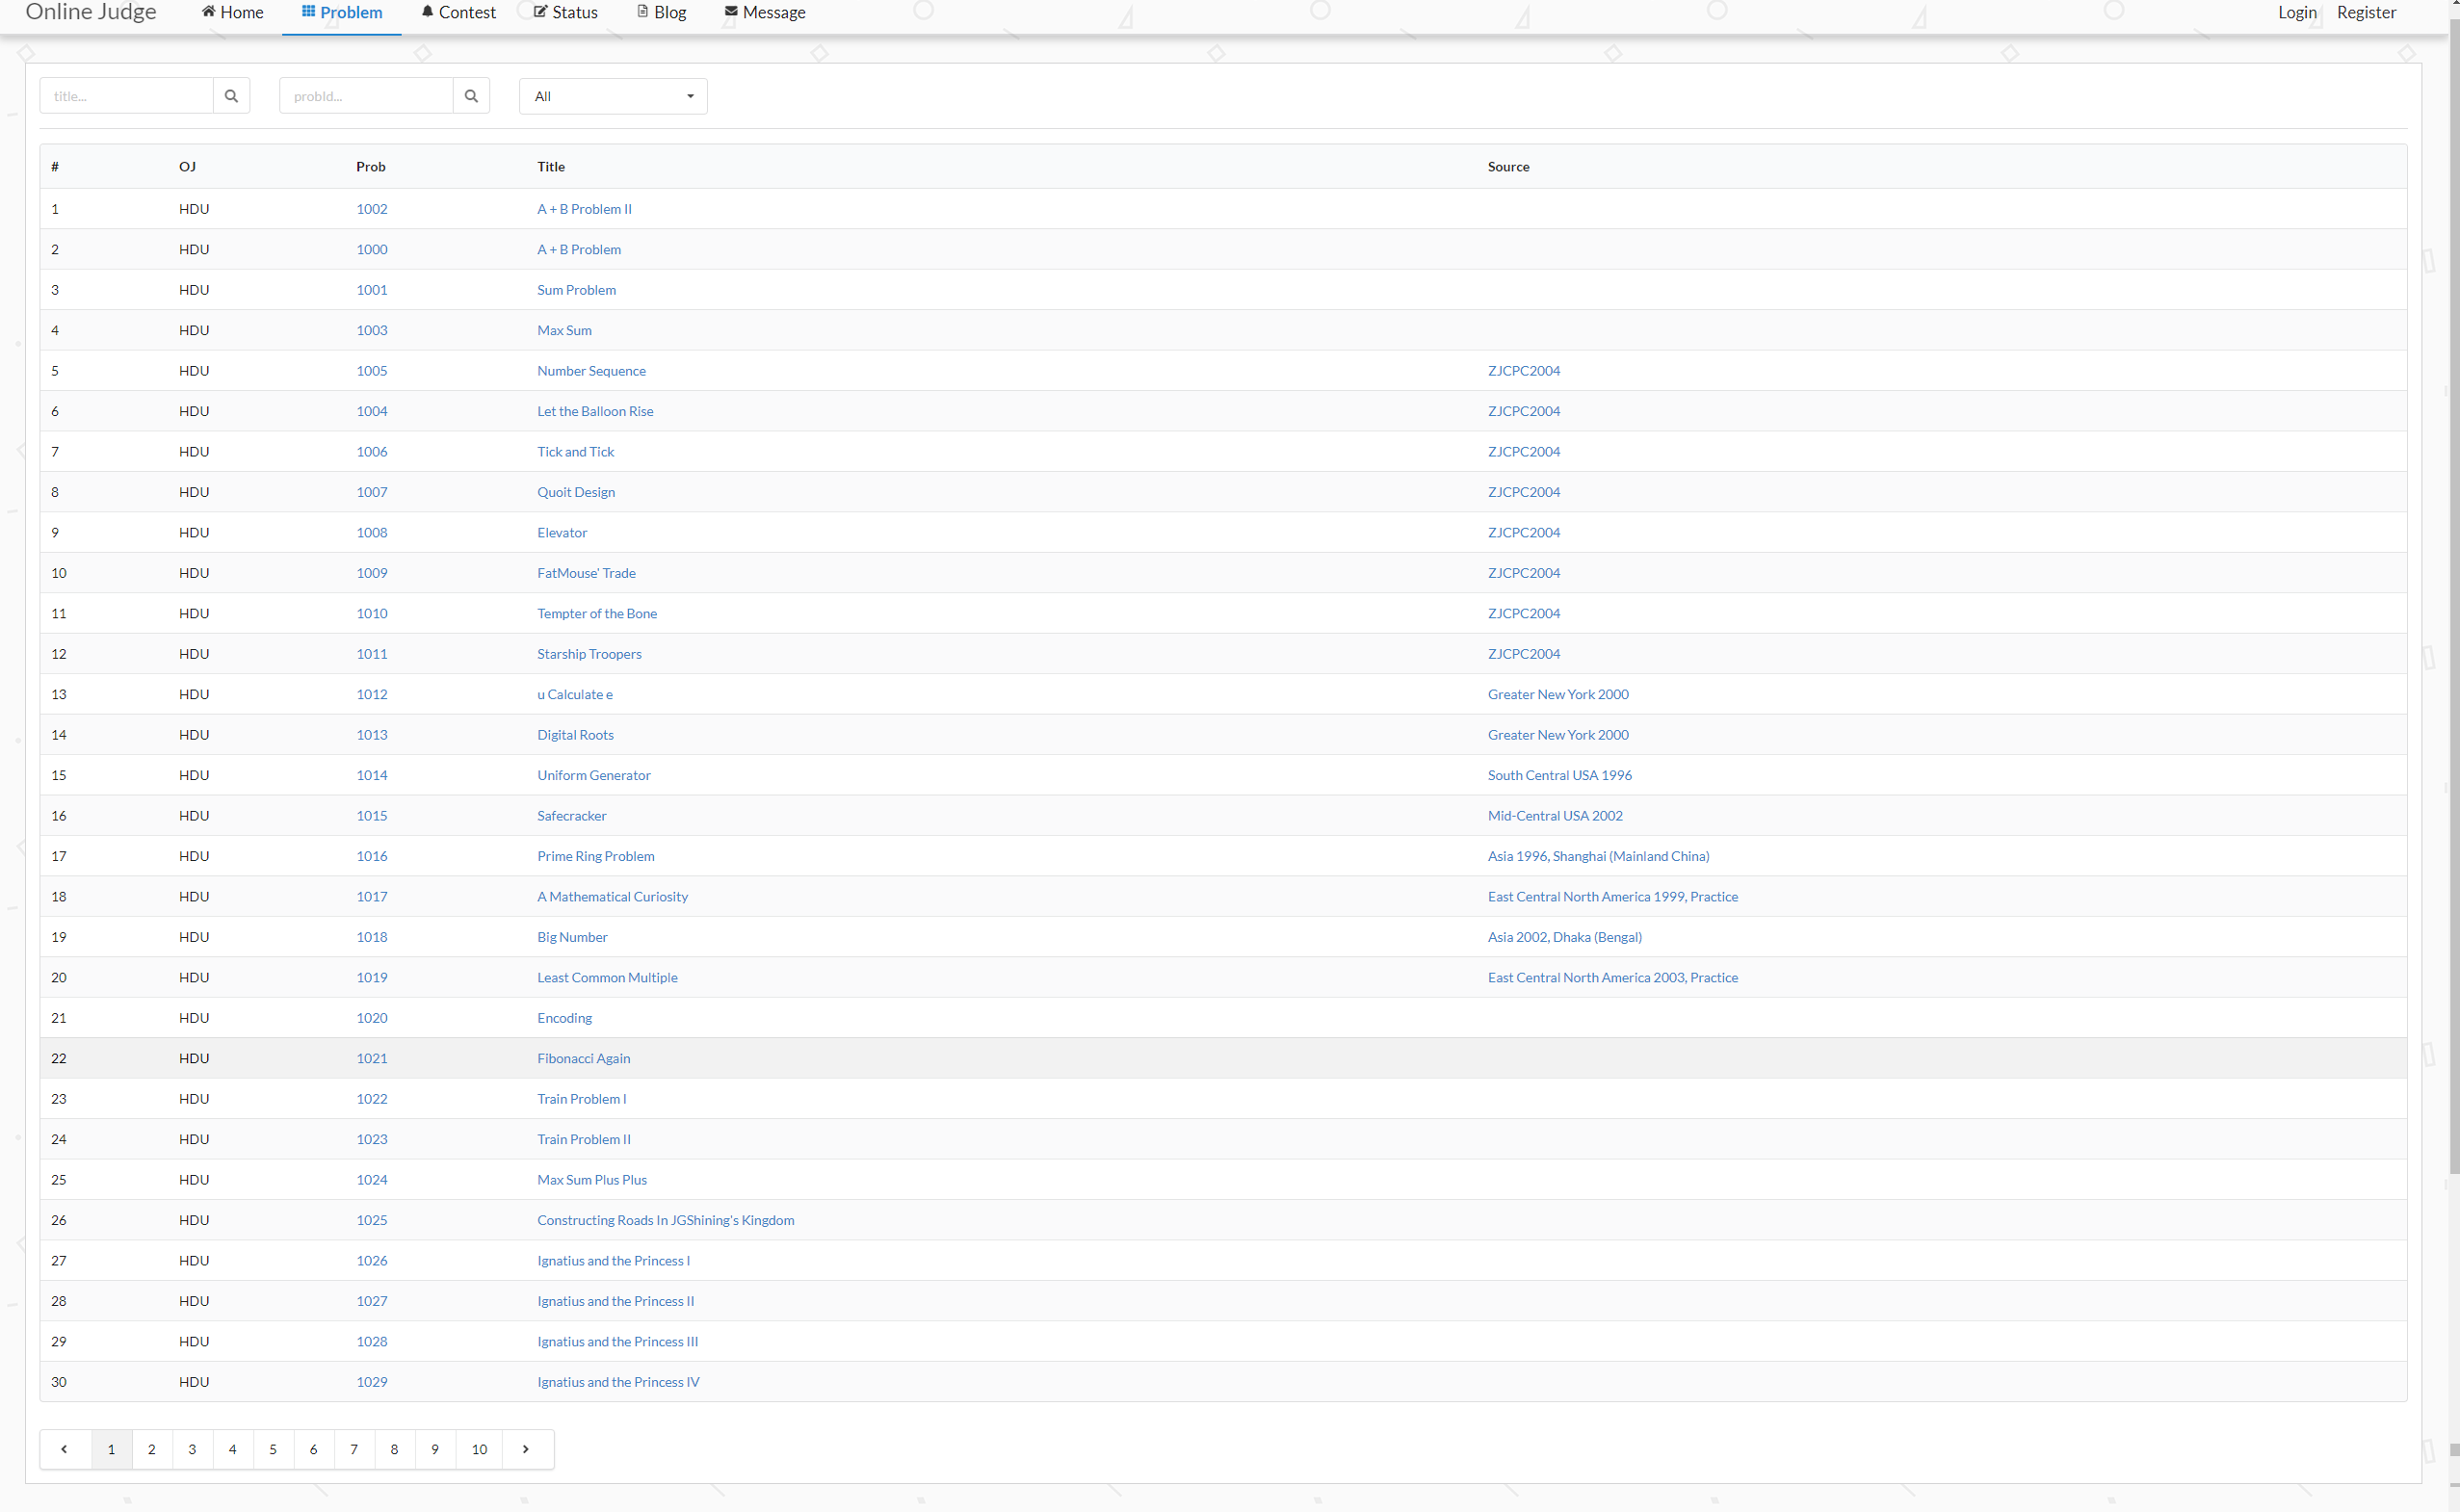 Online Judge Home Problem Contest Status Blog Message Login Register
title... probId... All
# OJ Prob Title Source
1 HDU 1002 A + B Problem II
2 HDU 1000 A + B Problem
3 HDU 1001 Sum Problem
4 HDU 1003 Max Sum
5 HDU 1005 Number Sequence ZJCPC2004
6 HDU 1004 Let the Balloon Rise ZJCPC2004
7 HDU 1006 Tick and Tick ZJCPC2004
8 HDU 1007 Quoit Design ZJCPC2004
9 HDU 1008 Elevator ZJCPC2004
10 HDU 1009 FatMouse' Trade ZJCPC2004
11 HDU 1010 Tempter of the Bone ZJCPC2004
12 HDU 1011 Starship Troopers ZJCPC2004
13 HDU 1012 u Calculate e Greater New York 2000
14 HDU 1013 Digital Roots Greater New York 2000
15 HDU 1014 Uniform Generator South Central USA 1996
16 HDU 1015 Safecracker Mid-Central USA 2002
17 HDU 1016 Prime Ring Problem Asia 1996, Shanghai (Mainland China)
18 HDU 1017 A Mathematical Curiosity East Central North America 1999, Practice
19 HDU 1018 Big Number Asia 2002, Dhaka (Bengal)
20 HDU 1019 Least Common Multiple East Central North America 2003, Practice
21 HDU 1020 Encoding
22 HDU 1021 Fibonacci Again
23 HDU 1022 Train Problem I
24 HDU 1023 Train Problem II
25 HDU 1024 Max Sum Plus Plus
26 HDU 1025 Constructing Roads In JGShining's Kingdom
27 HDU 1026 Ignatius and the Princess I
28 HDU 1027 Ignatius and the Princess II
29 HDU 1028 Ignatius and the Princess III
30 HDU 1029 Ignatius and the Princess IV
1 2 3 4 5 6 7 8 9 10